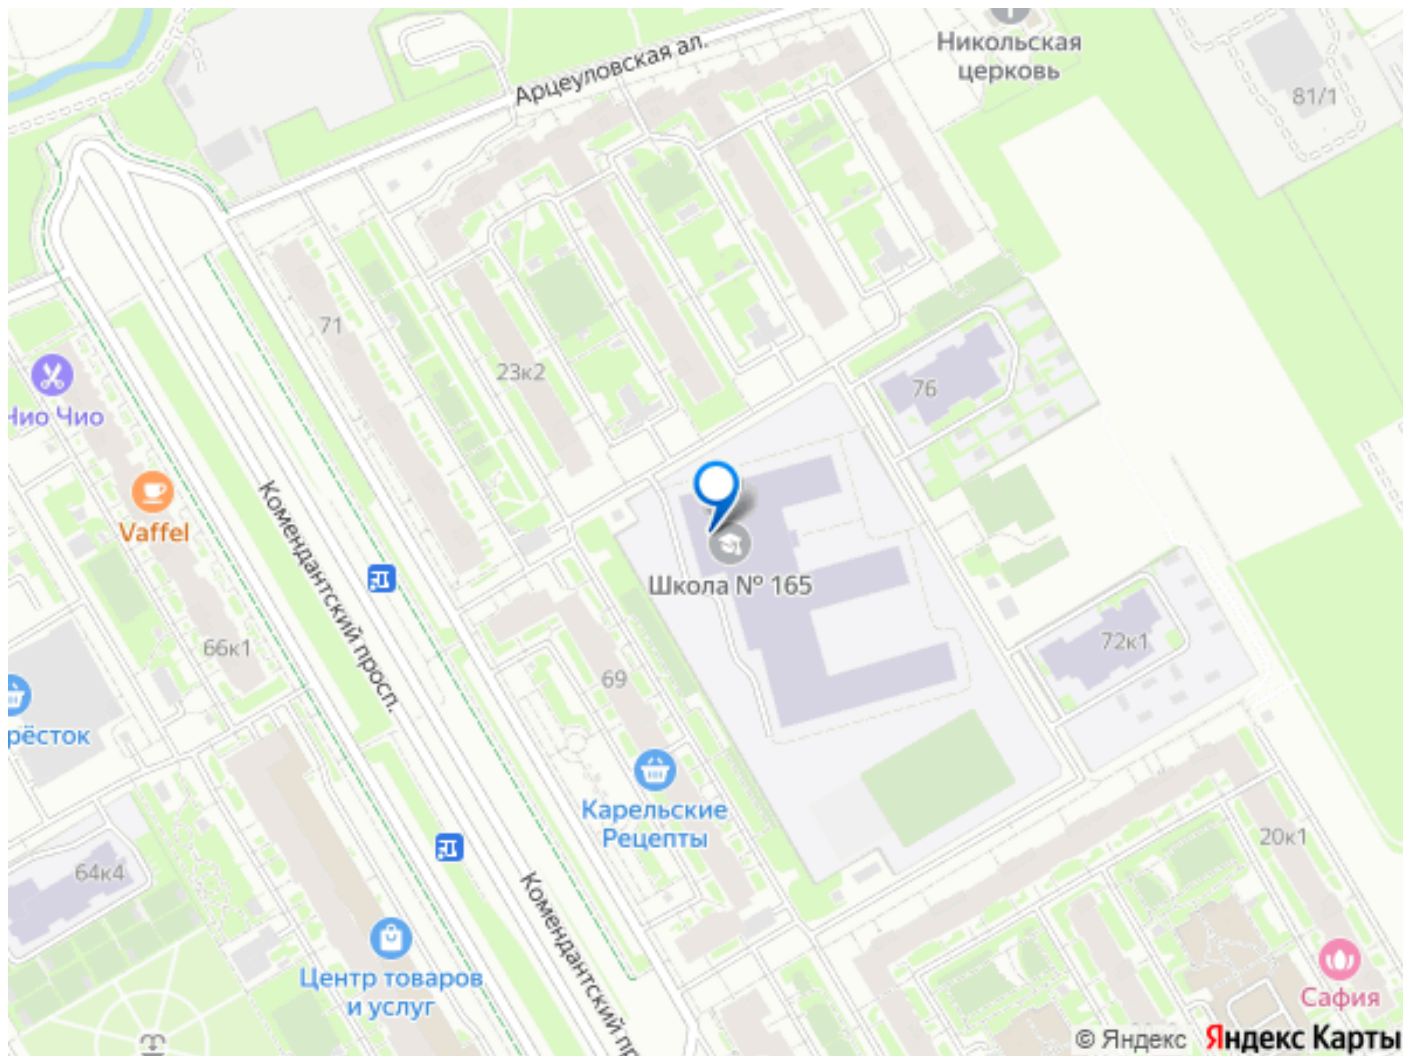 Никольская
церковь
Арцеуловская ал.
81/1
71
23к2
76
Чио Чио
Vaffel
Комендантский просп.
Школа № 165
66к1
69
72к1
рёсток
Карельские
Рецепты
64к4
20к1
Комендантский пр
Центр товаров
и услуг
Сафия
© Яндекс Яндекс Карты